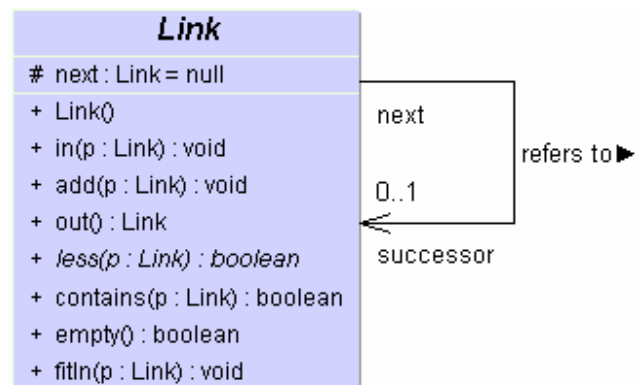 Link
# next : Link = null
+ Link()
+ in(p : Link) : void
+ add(p : Link) : void
+ out() : Link
+ less(p : Link) : boolean
+ contains(p : Link) : boolean
+ empty() : boolean
+ fitIn(p : Link) : void
next
refers to▶
0..1
successor